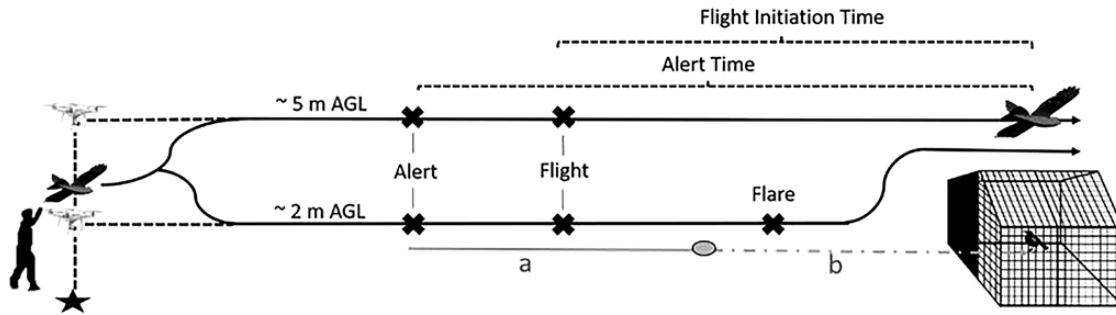 Flight Initiation Time
Alert Time
~ 5 m AGL
Alert
Flight
~ 2 m AGL
Flare
a
b